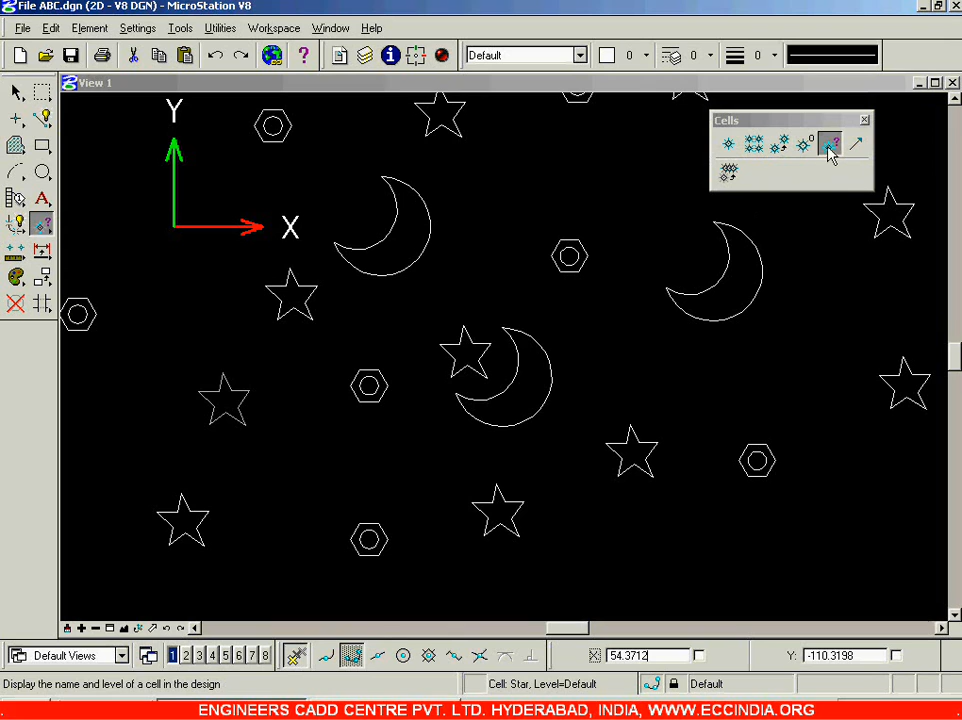 File ABC.dgn (2D - V8 DGN) - MicroStation V8
File Edit Element Settings Tools Utilities Workspace Window Help
Default 0 0 0
View 1
Y
X
Cells
Default Views 1 2 3 4 5 6 7 8 54.3712 Y: -110.3198
Display the name and level of a cell in the design Cell: Star, Level=Default Default
ENGINEERS CADD CENTRE PVT. LTD. HYDERABAD, INDIA, WWW.ECCINDIA.ORG